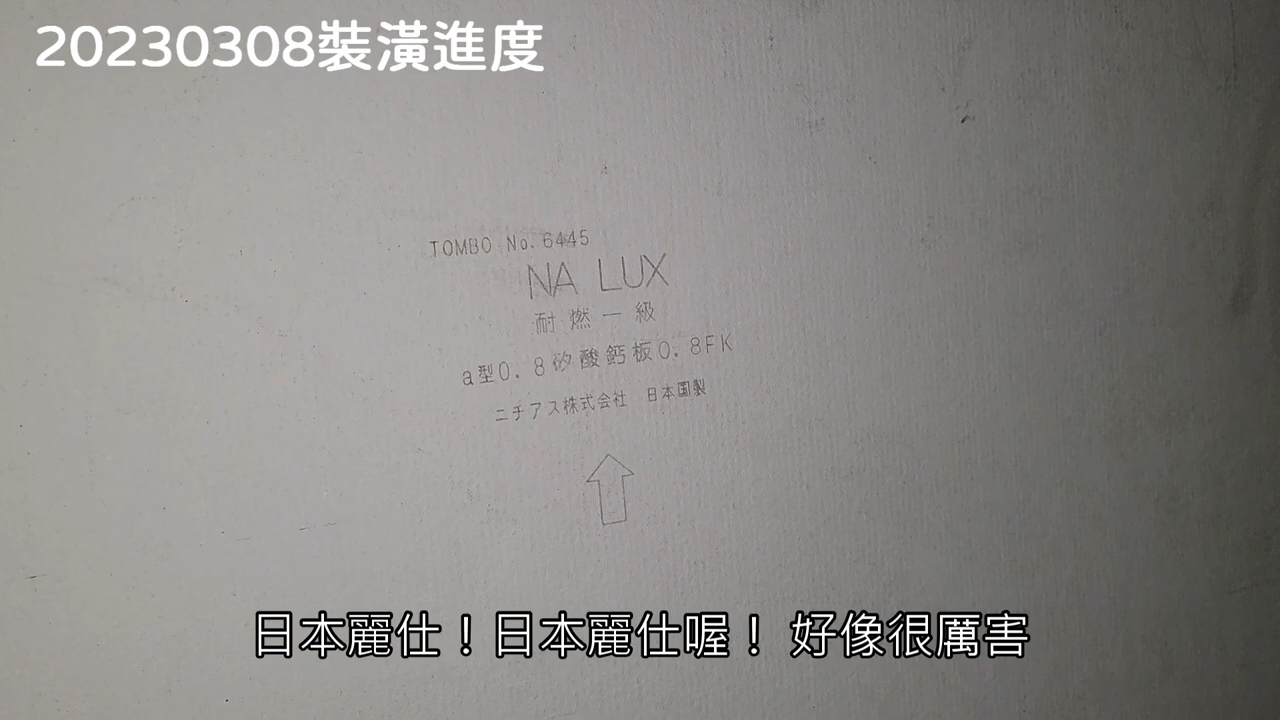 20230308裝潢進度
TOMBO No. 6445
NA LUX
耐燃一級
a型0.8矽酸鈣板0.8FK
ニチアス株式会社 日本国製
日本麗仕！日本麗仕喔！ 好像很厲害